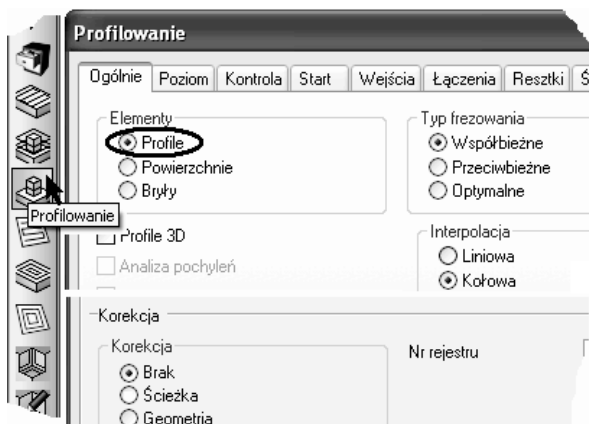 Profilowanie
Ogólnie Poziom Kontrola Start Wejścia Łączenia Resztki
Elementy
Profile
Powierzchnie
Bryły
Typ frezowania
Współbieżne
Przeciwbieżne
Optymalne
Profilowanie
Profile 3D
Analiza pochyleń
Interpolacja
Liniowa
Kołowa
Korekcja
Korekcja
Brak
Ścieżka
Geometria
Nr rejestru